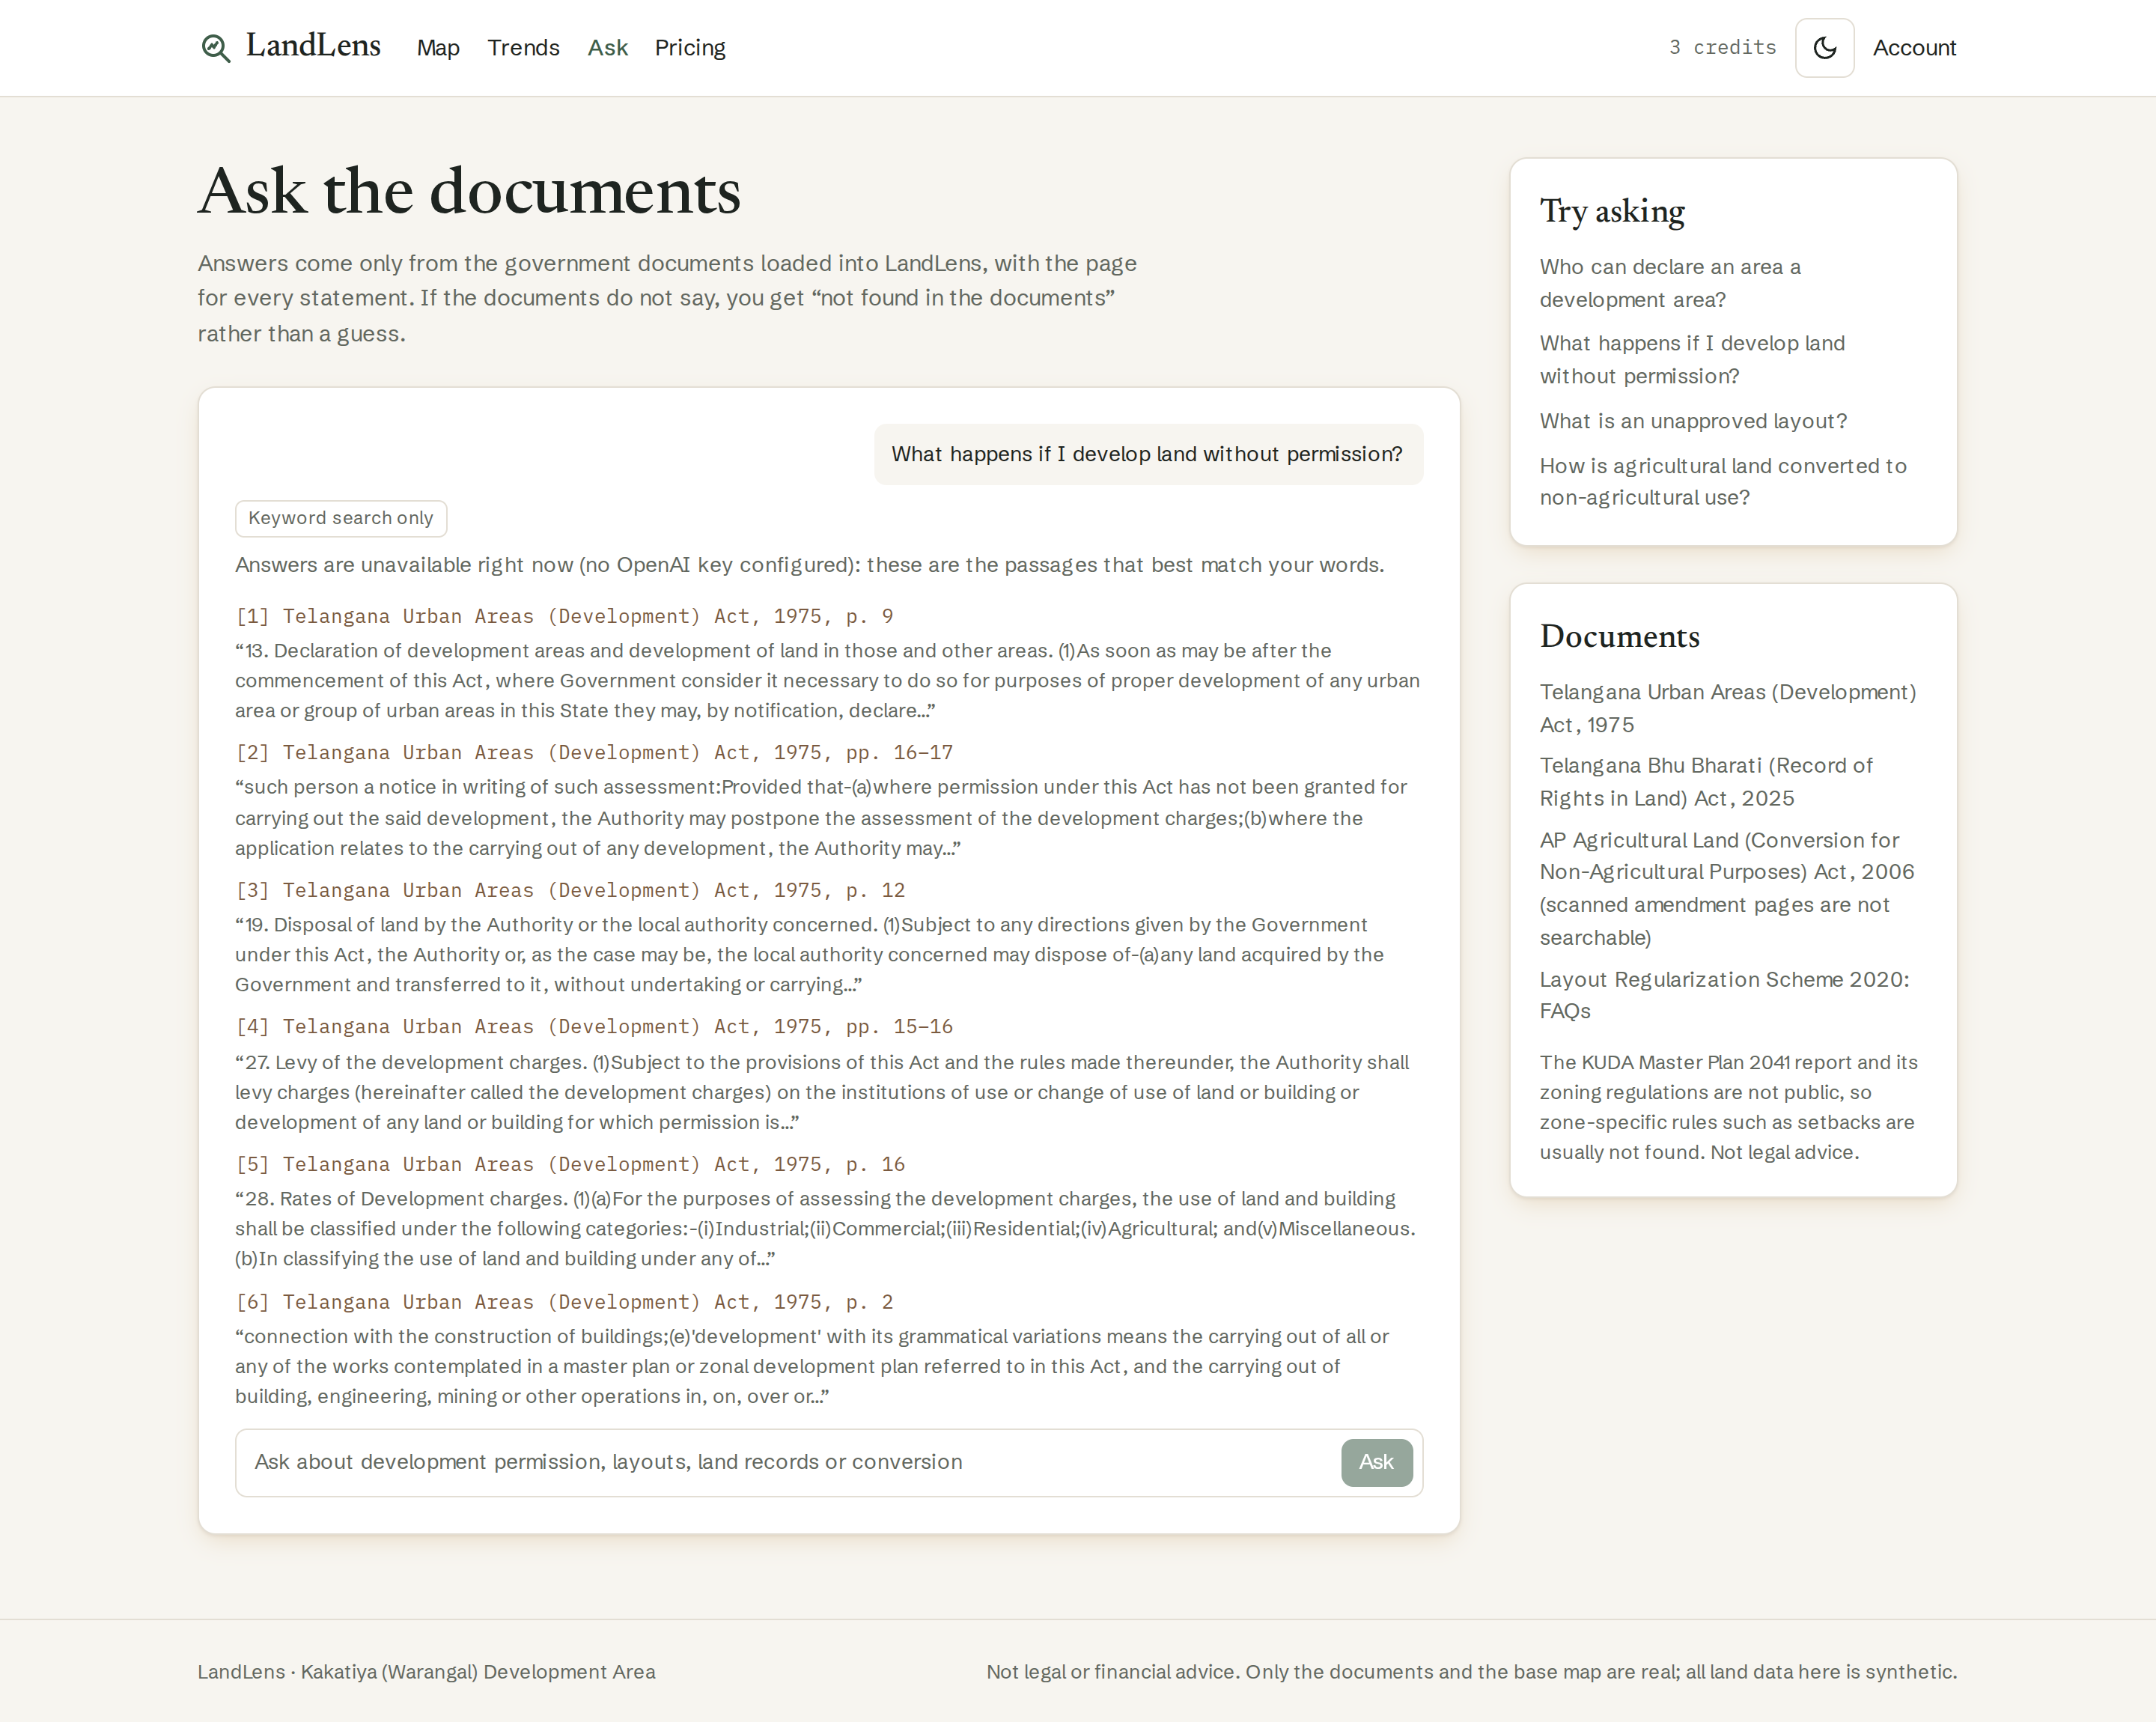 LandLens
Map
Trends
Ask
Pricing
3 credits
Account
Ask the documents
Answers come only from the government documents loaded into LandLens, with the page
for every statement. If the documents do not say, you get “not found in the documents”
rather than a guess.
What happens if I develop land without permission?
Keyword search only
Answers are unavailable right now (no OpenAI key configured): these are the passages that best match your words.
[1] Telangana Urban Areas (Development) Act, 1975, p. 9
“13. Declaration of development areas and development of land in those and other areas. (1)As soon as may be after the
commencement of this Act, where Government consider it necessary to do so for purposes of proper development of any urban
area or group of urban areas in this State they may, by notification, declare…”
[2] Telangana Urban Areas (Development) Act, 1975, pp. 16–17
“such person a notice in writing of such assessment:Provided that-(a)where permission under this Act has not been granted for
carrying out the said development, the Authority may postpone the assessment of the development charges;(b)where the
application relates to the carrying out of any development, the Authority may…”
[3] Telangana Urban Areas (Development) Act, 1975, p. 12
“19. Disposal of land by the Authority or the local authority concerned. (1)Subject to any directions given by the Government
under this Act, the Authority or, as the case may be, the local authority concerned may dispose of-(a)any land acquired by the
Government and transferred to it, without undertaking or carrying…”
[4] Telangana Urban Areas (Development) Act, 1975, pp. 15–16
“27. Levy of the development charges. (1)Subject to the provisions of this Act and the rules made thereunder, the Authority shall
levy charges (hereinafter called the development charges) on the institutions of use or change of use of land or building or
development of any land or building for which permission is…”
[5] Telangana Urban Areas (Development) Act, 1975, p. 16
“28. Rates of Development charges. (1)(a)For the purposes of assessing the development charges, the use of land and building
shall be classified under the following categories:-(i)Industrial;(ii)Commercial;(iii)Residential;(iv)Agricultural; and(v)Miscellaneous.
(b)In classifying the use of land and building under any of…”
[6] Telangana Urban Areas (Development) Act, 1975, p. 2
“connection with the construction of buildings;(e)'development' with its grammatical variations means the carrying out of all or
any of the works contemplated in a master plan or zonal development plan referred to in this Act, and the carrying out of
building, engineering, mining or other operations in, on, over or…”
Ask about development permission, layouts, land records or conversion
Ask
Try asking
Who can declare an area a
development area?
What happens if I develop land
without permission?
What is an unapproved layout?
How is agricultural land converted to
non-agricultural use?
Documents
Telangana Urban Areas (Development)
Act, 1975
Telangana Bhu Bharati (Record of
Rights in Land) Act, 2025
AP Agricultural Land (Conversion for
Non-Agricultural Purposes) Act, 2006
(scanned amendment pages are not
searchable)
Layout Regularization Scheme 2020:
FAQs
The KUDA Master Plan 2041 report and its
zoning regulations are not public, so
zone-specific rules such as setbacks are
usually not found. Not legal advice.
LandLens · Kakatiya (Warangal) Development Area
Not legal or financial advice. Only the documents and the base map are real; all land data here is synthetic.